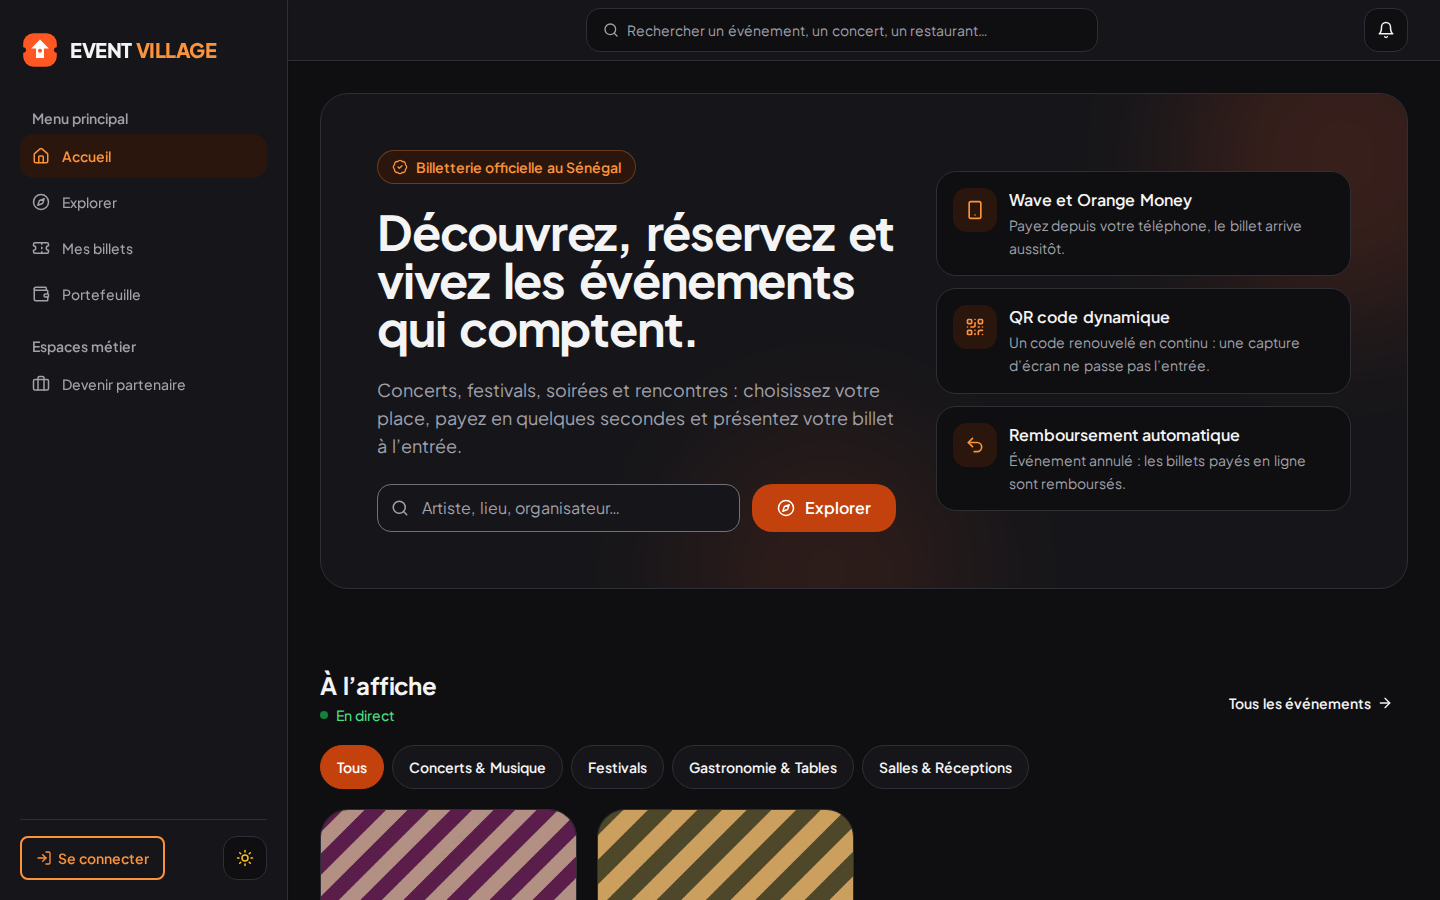 EVENT VILLAGE
Rechercher un événement, un concert, un restaurant…
Menu principal
Accueil
Explorer
Mes billets
Portefeuille
Espaces métier
Devenir partenaire
Se connecter
Billetterie officielle au Sénégal
Découvrez, réservez et
vivez les événements
qui comptent.
Concerts, festivals, soirées et rencontres : choisissez votre
place, payez en quelques secondes et présentez votre billet
à l’entrée.
Artiste, lieu, organisateur…
Explorer
Wave et Orange Money
Payez depuis votre téléphone, le billet arrive
aussitôt.
QR code dynamique
Un code renouvelé en continu : une capture
d’écran ne passe pas l’entrée.
Remboursement automatique
Événement annulé : les billets payés en ligne
sont remboursés.
À l’affiche
En direct
Tous les événements
Tous
Concerts & Musique
Festivals
Gastronomie & Tables
Salles & Réceptions